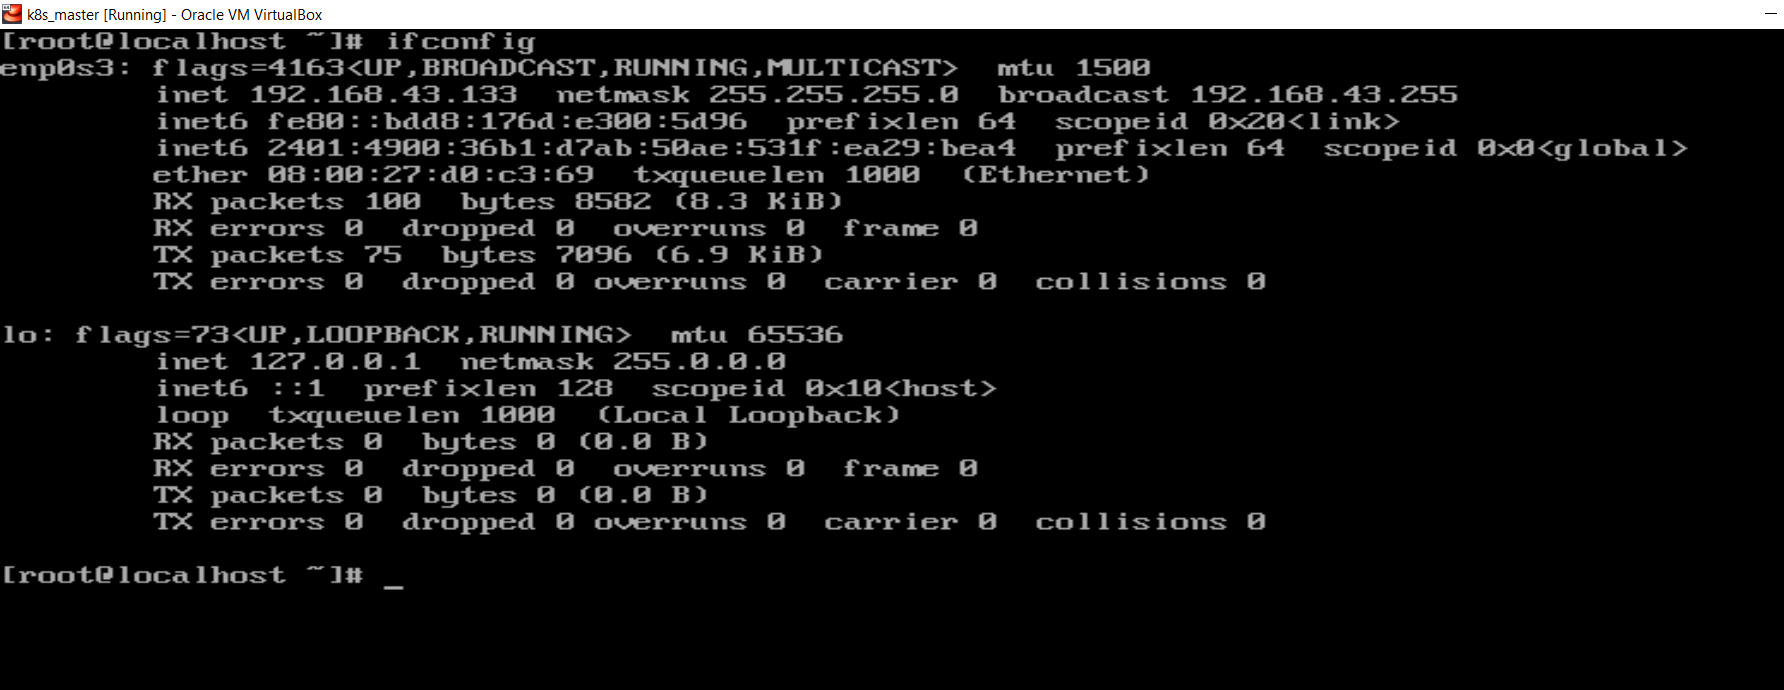 k8s_master [Running] - Oracle VM VirtualBox
[root@localhost ~]# ifconfig
enp0s3: flags=4163<UP,BROADCAST,RUNNING,MULTICAST>  mtu 1500
        inet 192.168.43.133  netmask 255.255.255.0  broadcast 192.168.43.255
        inet6 fe80::bdd8:176d:e300:5d96  prefixlen 64  scopeid 0x20<link>
        inet6 2401:4900:36b1:d7ab:50ae:531f:ea29:bea4  prefixlen 64  scopeid 0x0<global>
        ether 08:00:27:d0:c3:69  txqueuelen 1000  (Ethernet)
        RX packets 100  bytes 8582 (8.3 KiB)
        RX errors 0  dropped 0  overruns 0  frame 0
        TX packets 75  bytes 7096 (6.9 KiB)
        TX errors 0  dropped 0 overruns 0  carrier 0  collisions 0
lo: flags=73<UP,LOOPBACK,RUNNING>  mtu 65536
        inet 127.0.0.1  netmask 255.0.0.0
        inet6 ::1  prefixlen 128  scopeid 0x10<host>
        loop  txqueuelen 1000  (Local Loopback)
        RX packets 0  bytes 0 (0.0 B)
        RX errors 0  dropped 0  overruns 0  frame 0
        TX packets 0  bytes 0 (0.0 B)
        TX errors 0  dropped 0 overruns 0  carrier 0  collisions 0
[root@localhost ~]# _